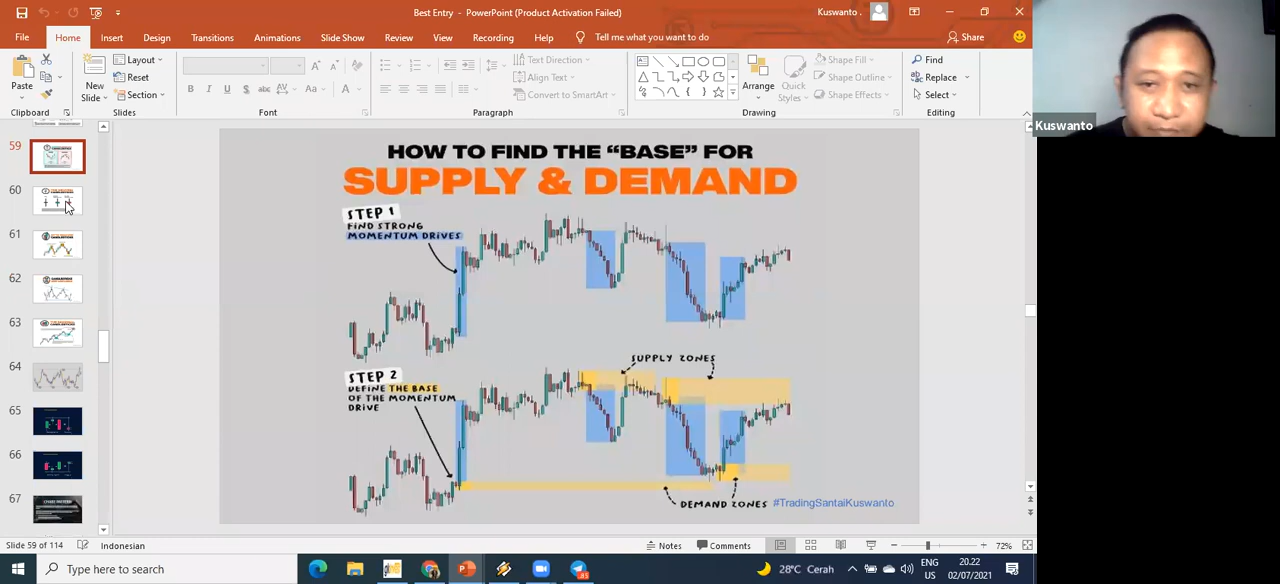 Best Entry - PowerPoint (Product Activation Failed)
Kuswanto .
File Home Insert Design Transitions Animations Slide Show Review View Recording Help Tell me what you want to do
Share
Paste
Clipboard
New
Slide
Layout
Reset
Section
Slides
B I U S abc AV Aa A
Font
Text Direction
Align Text
Convert to SmartArt
Paragraph
Arrange
Quick
Styles
Shape Fill
Shape Outline
Shape Effects
Drawing
Find
Replace
Select
Editing
Kuswanto
59
60
61
62
63
64
65
66
67
HOW TO FIND THE “BASE” FOR
SUPPLY & DEMAND
STEP 1
FIND STRONG
MOMENTUM DRIVES
SUPPLY ZONES
STEP 2
DEFINE THE BASE
OF THE MOMENTUM
DRIVE
DEMAND ZONES
#TradingSantaiKuswanto
Slide 59 of 114
Indonesian
Notes
Comments
72%
Type here to search
28°C Cerah
ENG
US
20.22
02/07/2021